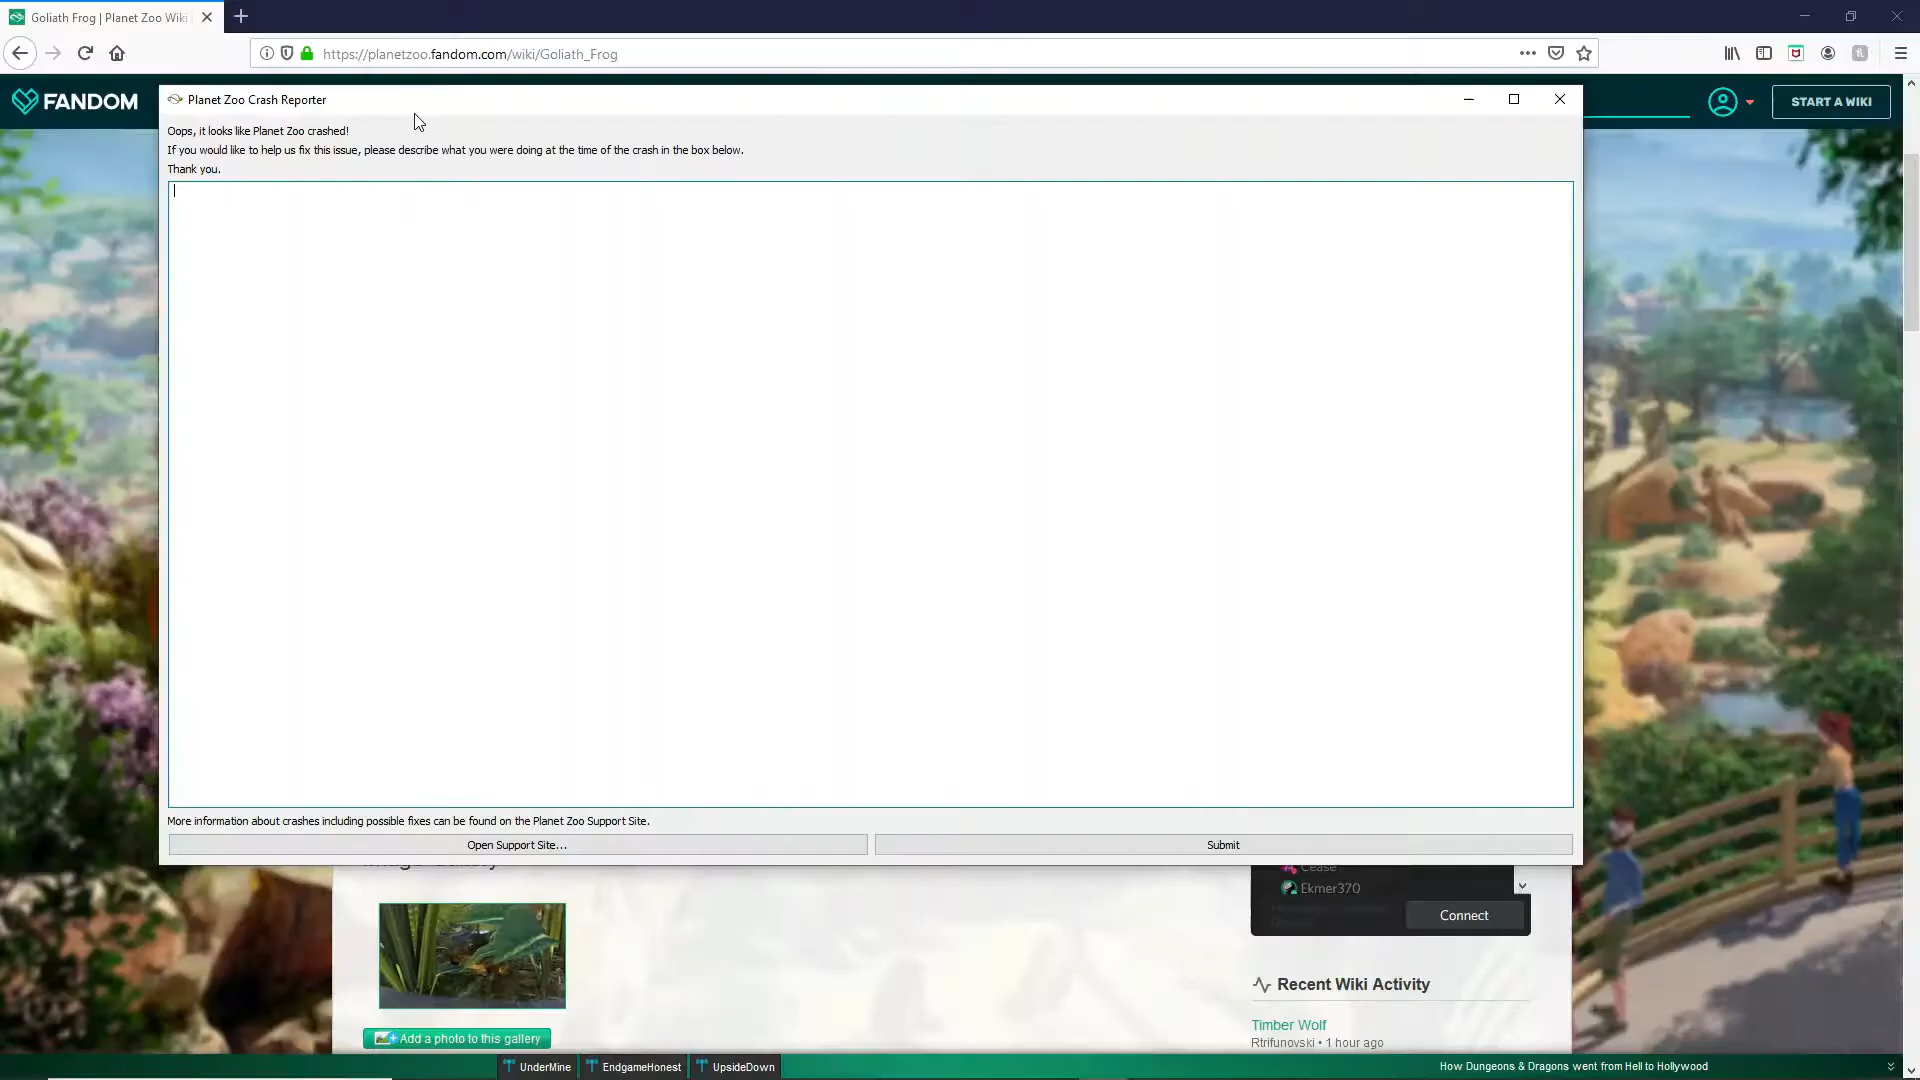 Goliath Frog | Planet Zoo Wiki
https://planetzoo.fandom.com/wiki/Goliath_Frog
FANDOM
START A WIKI
Planet Zoo Crash Reporter
Oops, it looks like Planet Zoo crashed!
If you would like to help us fix this issue, please describe what you were doing at the time of the crash in the box below.
Thank you.
More information about crashes including possible fixes can be found on the Planet Zoo Support Site.
Open Support Site...
Submit
Cease
Ekmer370
Connect
Recent Wiki Activity
Timber Wolf
Rtrifunovski • 1 hour ago
Add a photo to this gallery
UnderMine
EndgameHonest
UpsideDown
How Dungeons & Dragons went from Hell to Hollywood